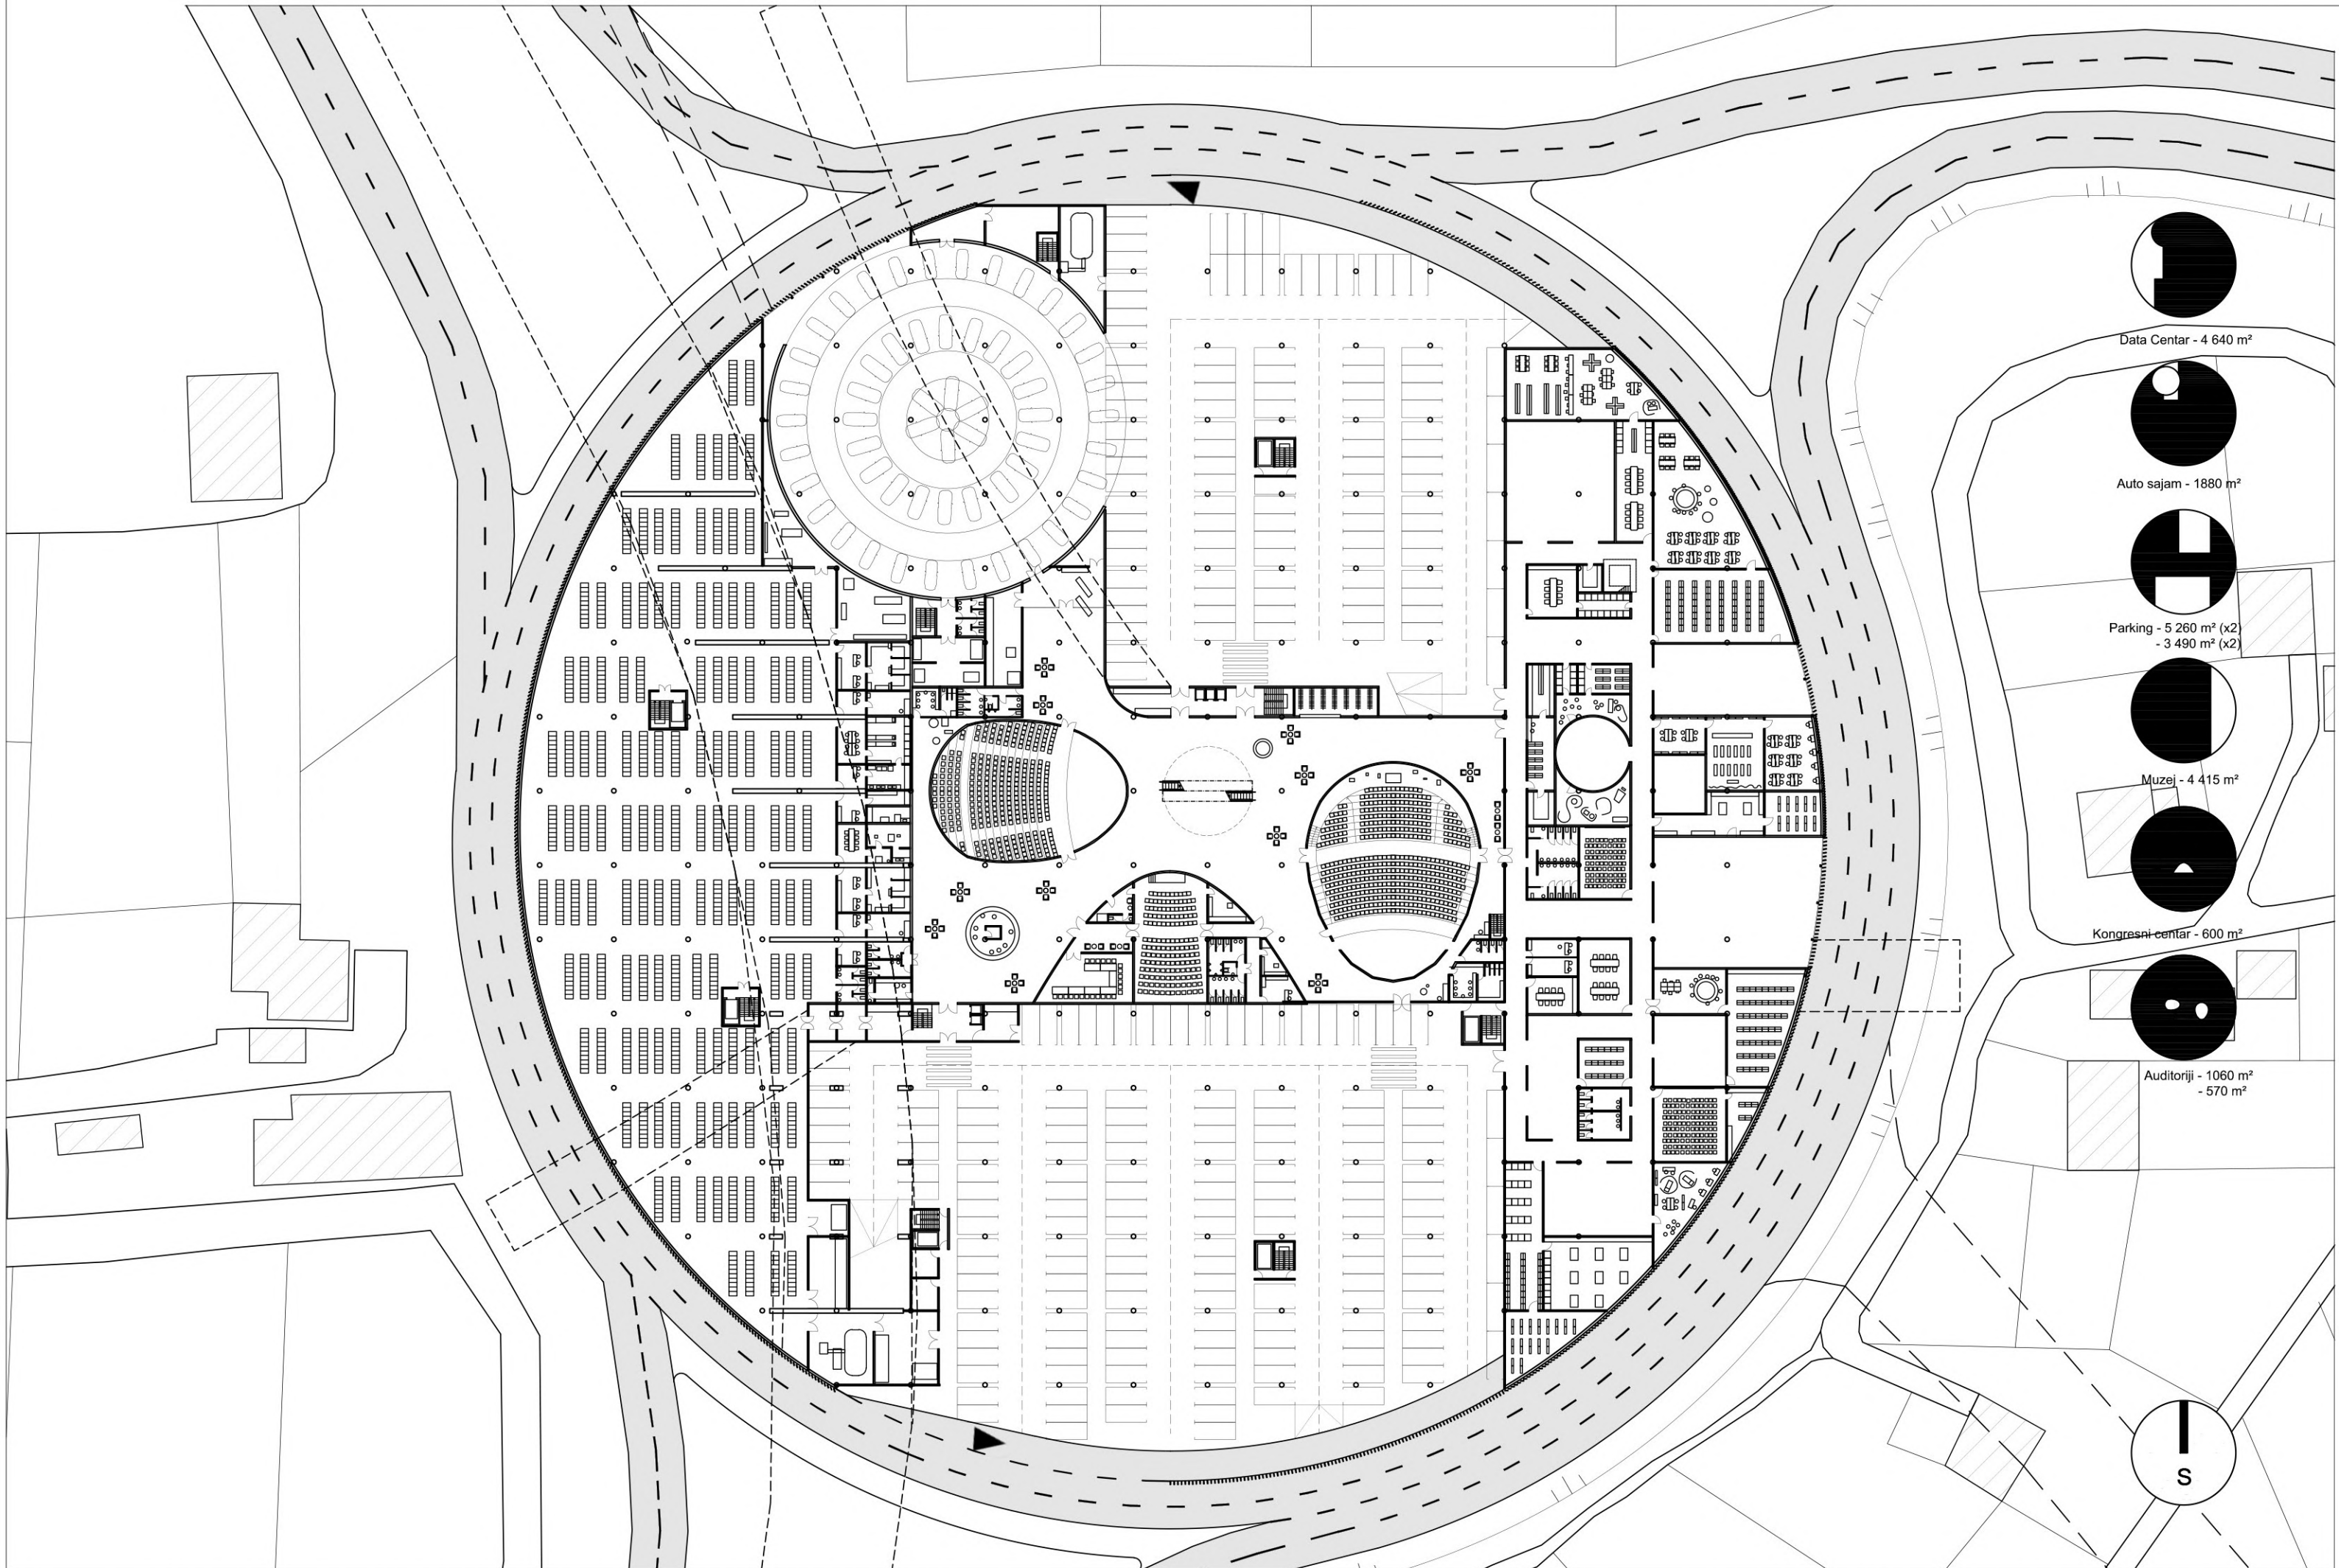 Data Centar - 4 640 m²
Auto sajam - 1880 m²
Parking - 5 260 m² (x2)
- 3 490 m² (x2)
Muzej - 4 415 m²
Kongresni centar - 600 m²
Auditoriji - 1060 m²
- 570 m²
S